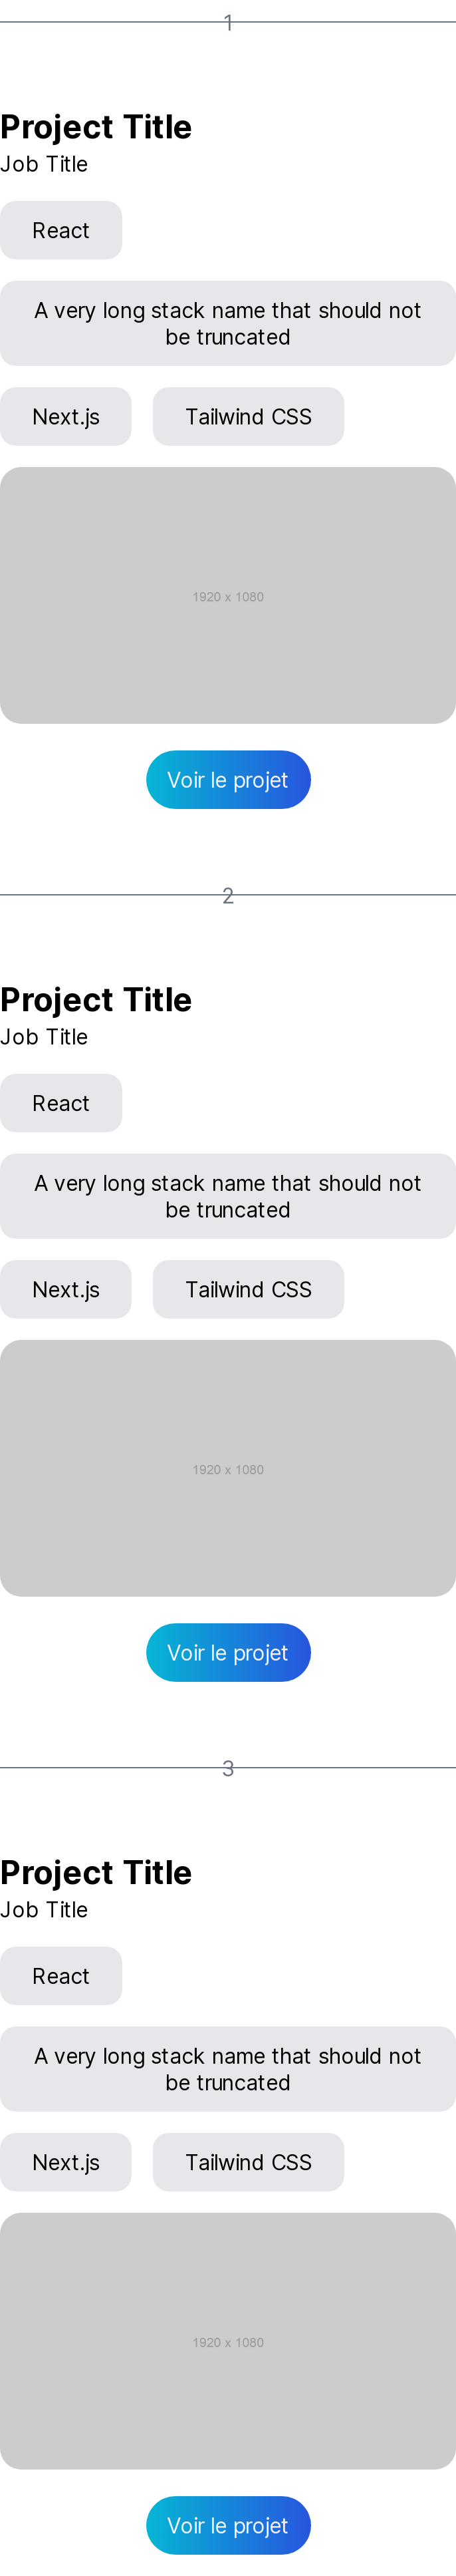 1
Project Title
Job Title
React
A very long stack name that should not
be truncated
Next.js Tailwind CSS
1920 x 1080
Voir le projet
2
Project Title
Job Title
React
A very long stack name that should not
be truncated
Next.js Tailwind CSS
1920 x 1080
Voir le projet
3
Project Title
Job Title
React
A very long stack name that should not
be truncated
Next.js Tailwind CSS
1920 x 1080
Voir le projet